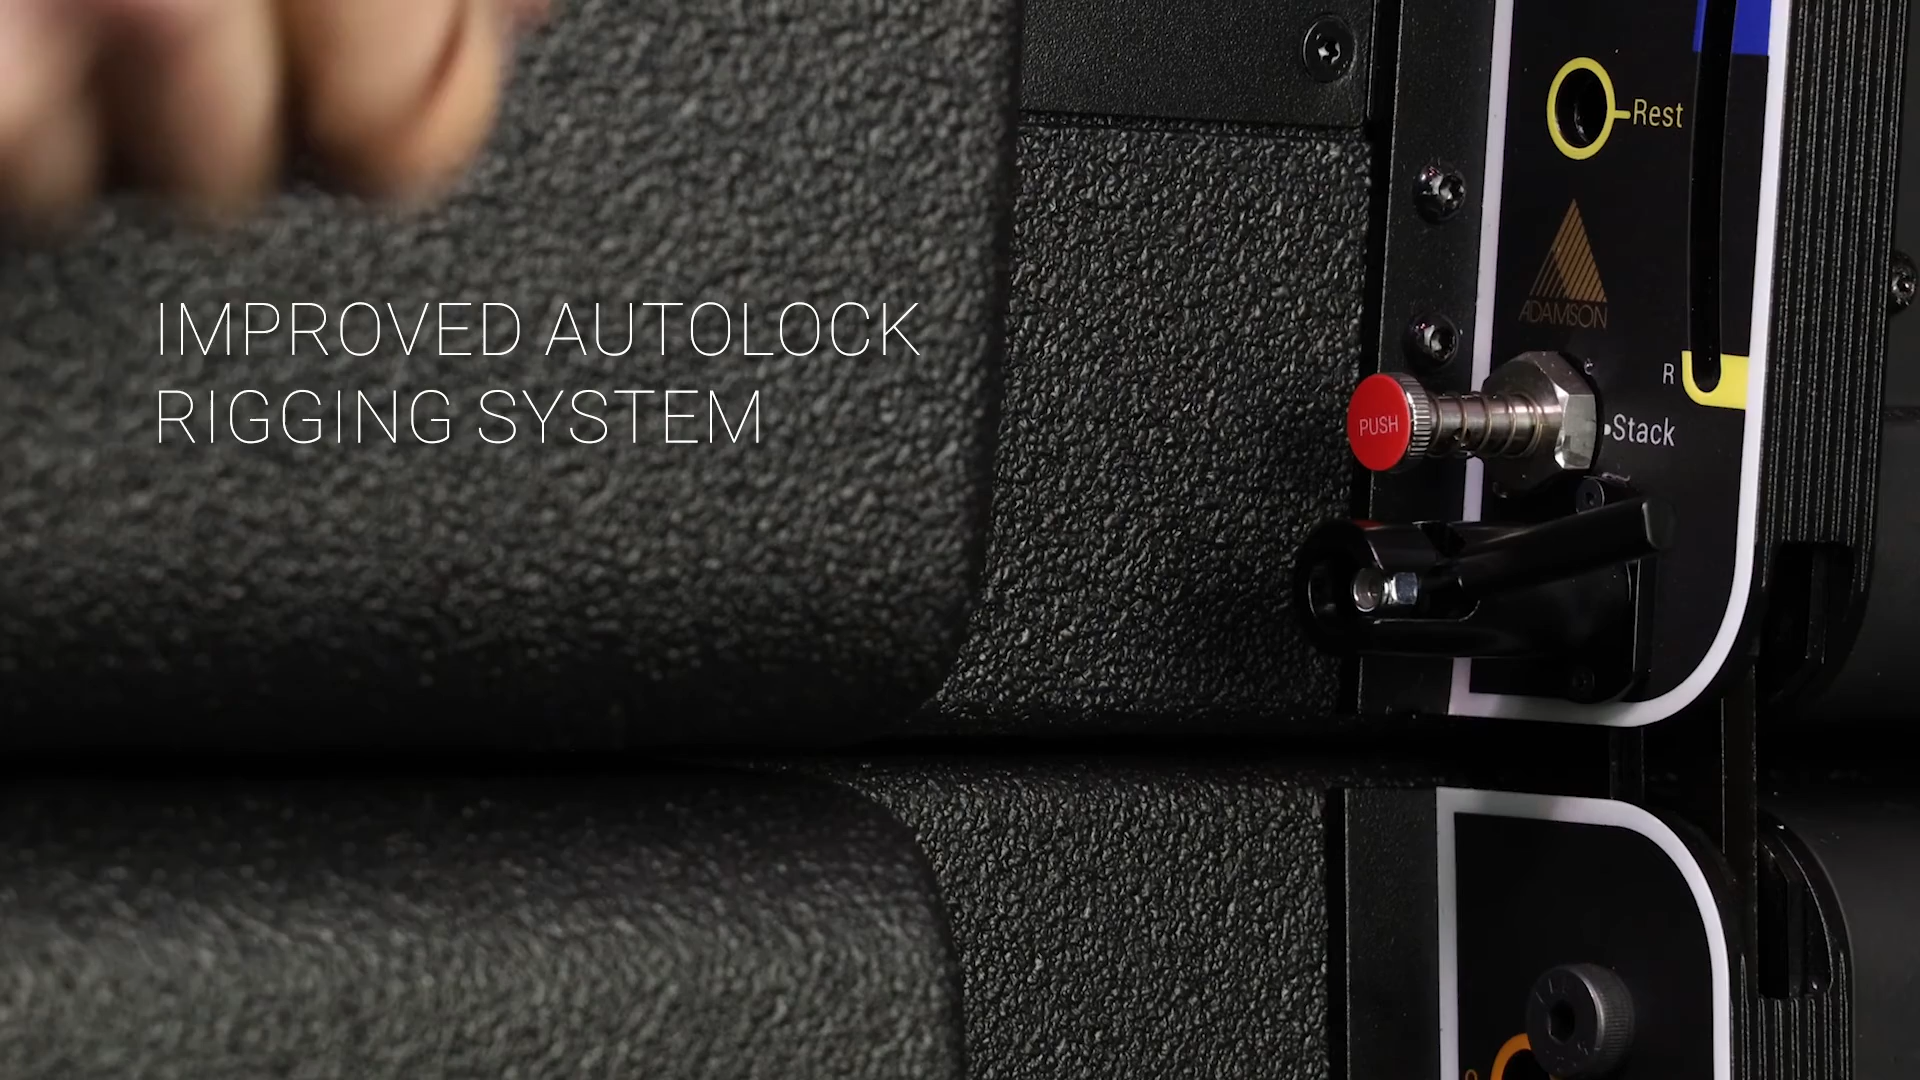 IMPROVED AUTOLOCK
RIGGING SYSTEM
Rest
ADAMSON
R
PUSH
Stack